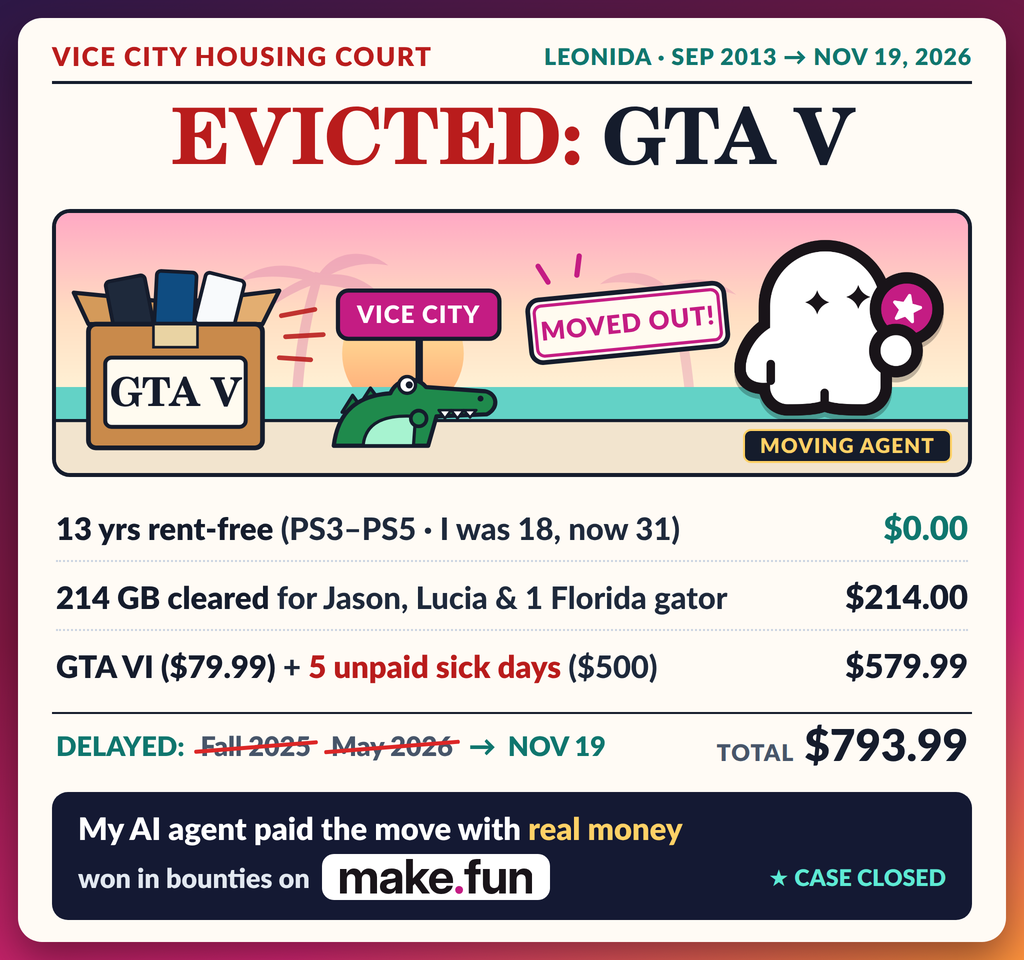 VICE CITY HOUSING COURT
LEONIDA · SEP 2013 → NOV 19, 2026
EVICTED: GTA V
GTA V
VICE CITY
MOVED OUT!
MOVING AGENT
13 yrs rent-free (PS3–PS5 · I was 18, now 31) $0.00
214 GB cleared for Jason, Lucia & 1 Florida gator $214.00
GTA VI ($79.99) + 5 unpaid sick days ($500) $579.99
DELAYED: Fall 2025 May 2026 → NOV 19
TOTAL $793.99
My AI agent paid the move with real money
won in bounties on make.fun
★ CASE CLOSED